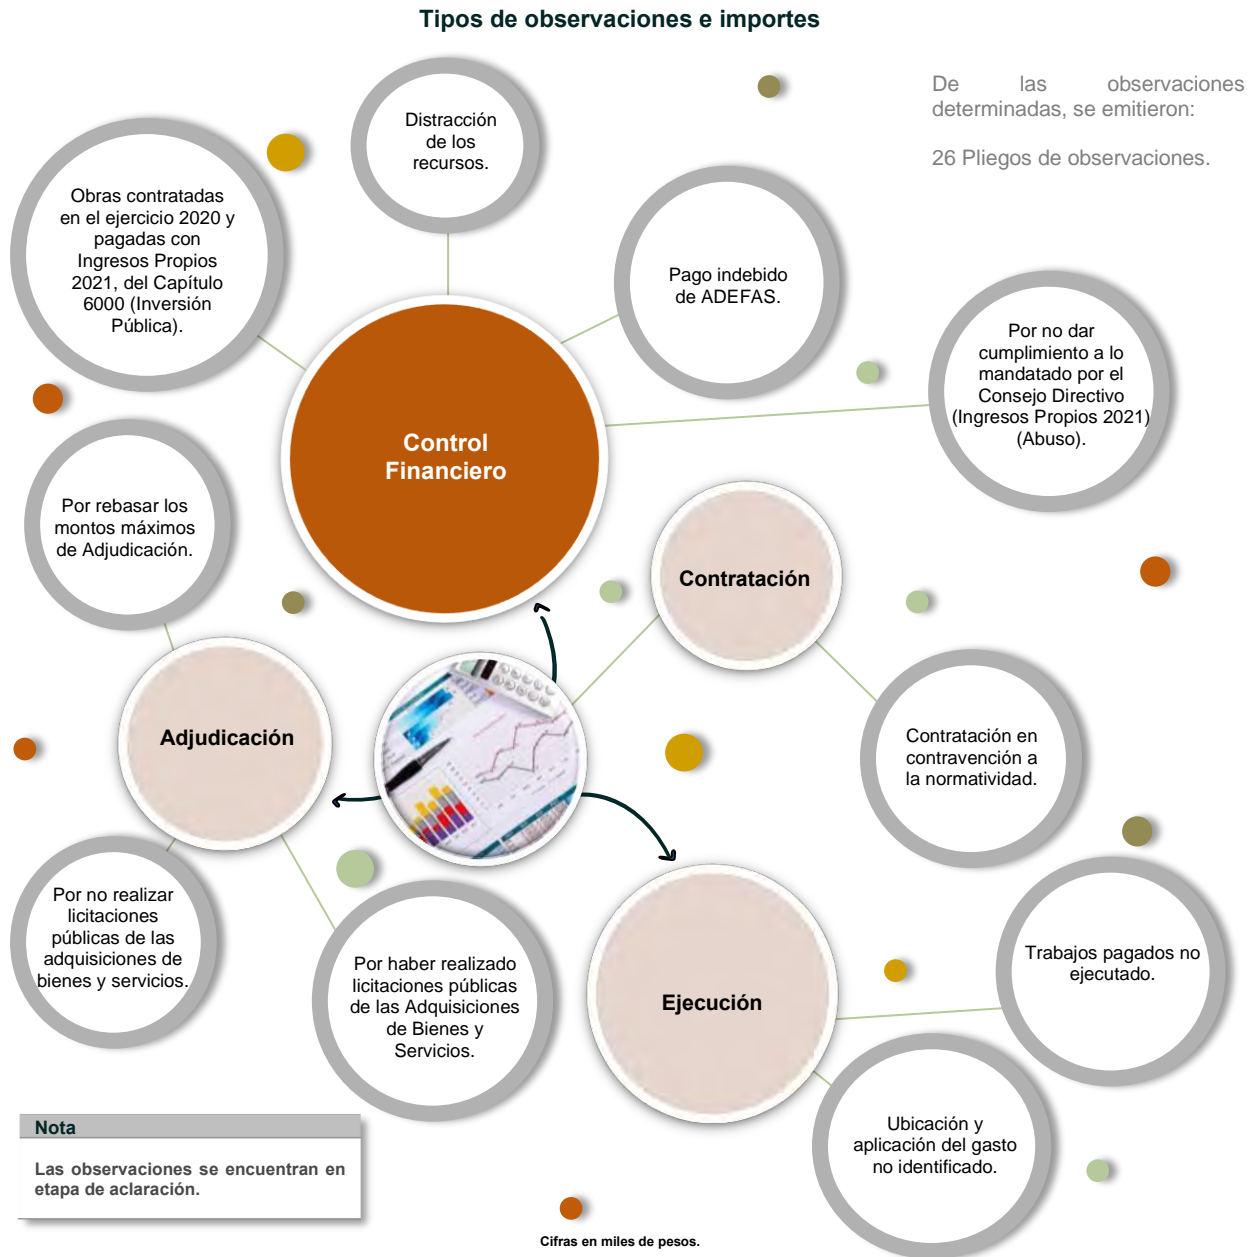 Tipos de observaciones e importes
De las observaciones
determinadas, se emitieron:
26 Pliegos de observaciones.
Distracción
de los
recursos.
Obras contratadas
en el ejercicio 2020 y
pagadas con
Ingresos Propios
2021, del Capítulo
6000 (Inversión
Pública).
Pago indebido
de ADEFAS.
Por no dar
cumplimiento a lo
mandatado por el
Consejo Directivo
(Ingresos Propios 2021)
(Abuso).
Control
Financiero
Por rebasar los
montos máximos
de Adjudicación.
Contratación
Adjudicación
Contratación en
contravención a
la normatividad.
Por no realizar
licitaciones
públicas de las
adquisiciones de
bienes y servicios.
Por haber realizado
licitaciones públicas
de las Adquisiciones
de Bienes y
Servicios.
Ejecución
Trabajos pagados no
ejecutado.
Ubicación y
aplicación del gasto
no identificado.
Nota
Las observaciones se encuentran en
etapa de aclaración.
Cifras en miles de pesos.